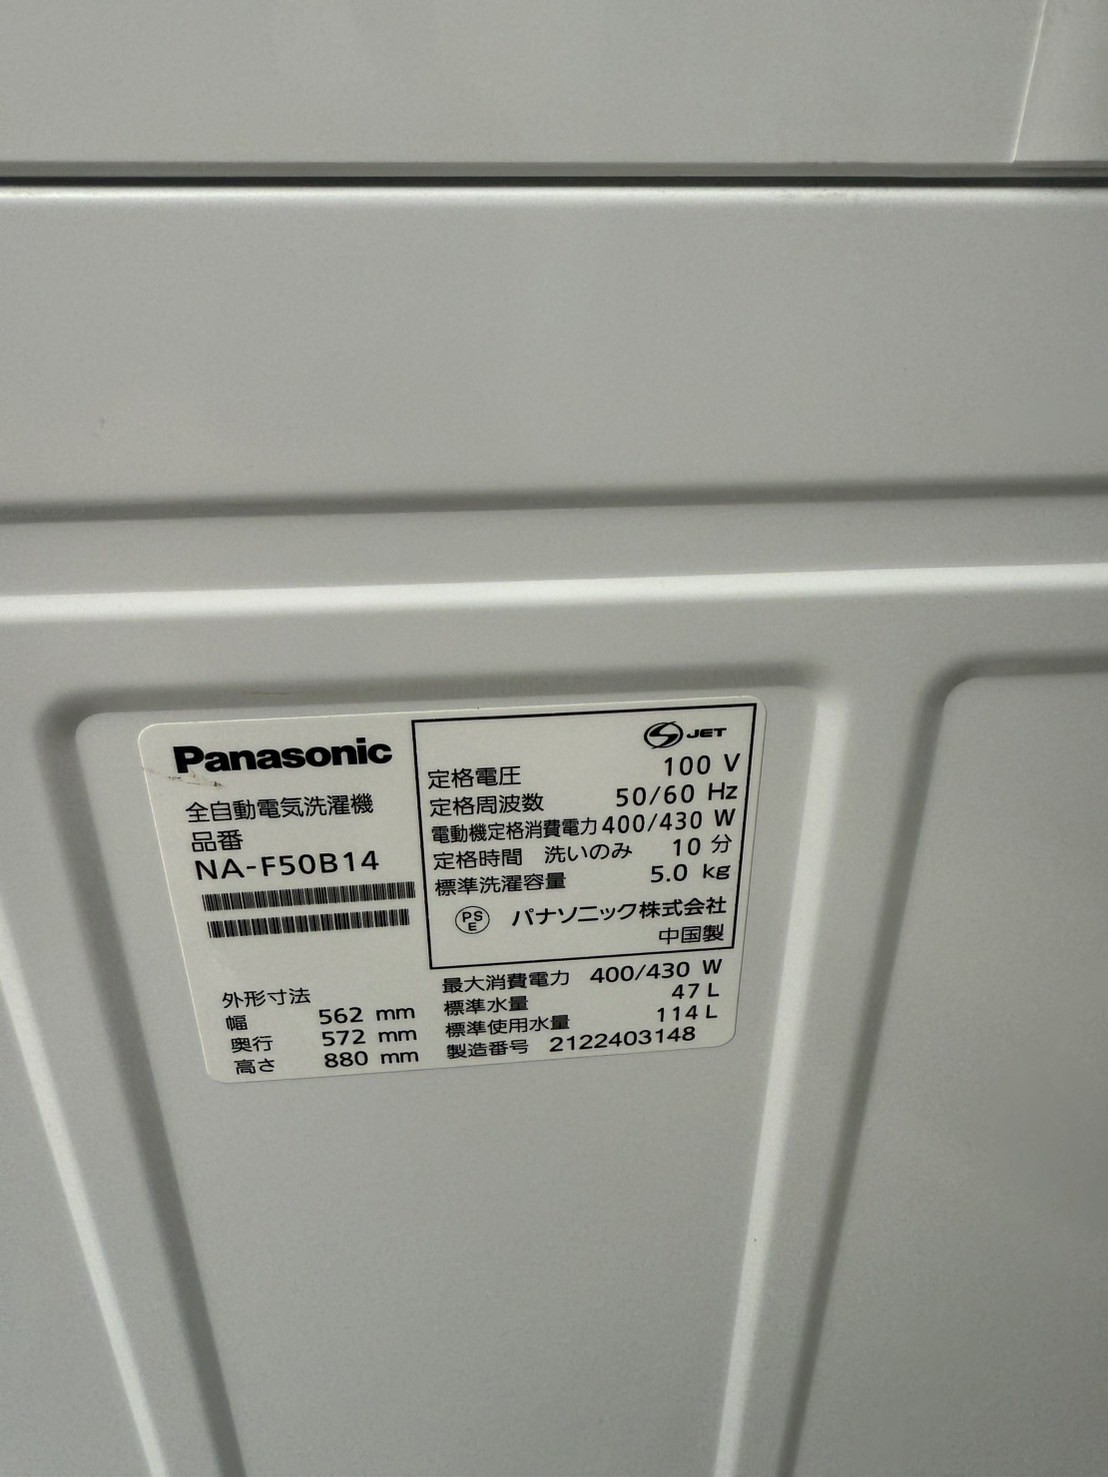 Panasonic
全自動電気洗濯機
品番
NA-F50B14
外形寸法
幅 562 mm
奥行 572 mm
高さ 880 mm
JET
定格電圧 100 V
定格周波数 50/60 Hz
電動機定格消費電力 400/430 W
定格時間 洗いのみ 10 分
標準洗濯容量 5.0 kg
PS E パナソニック株式会社
中国製
最大消費電力 400/430 W
標準水量 47 L
標準使用水量 114 L
製造番号 2122403148